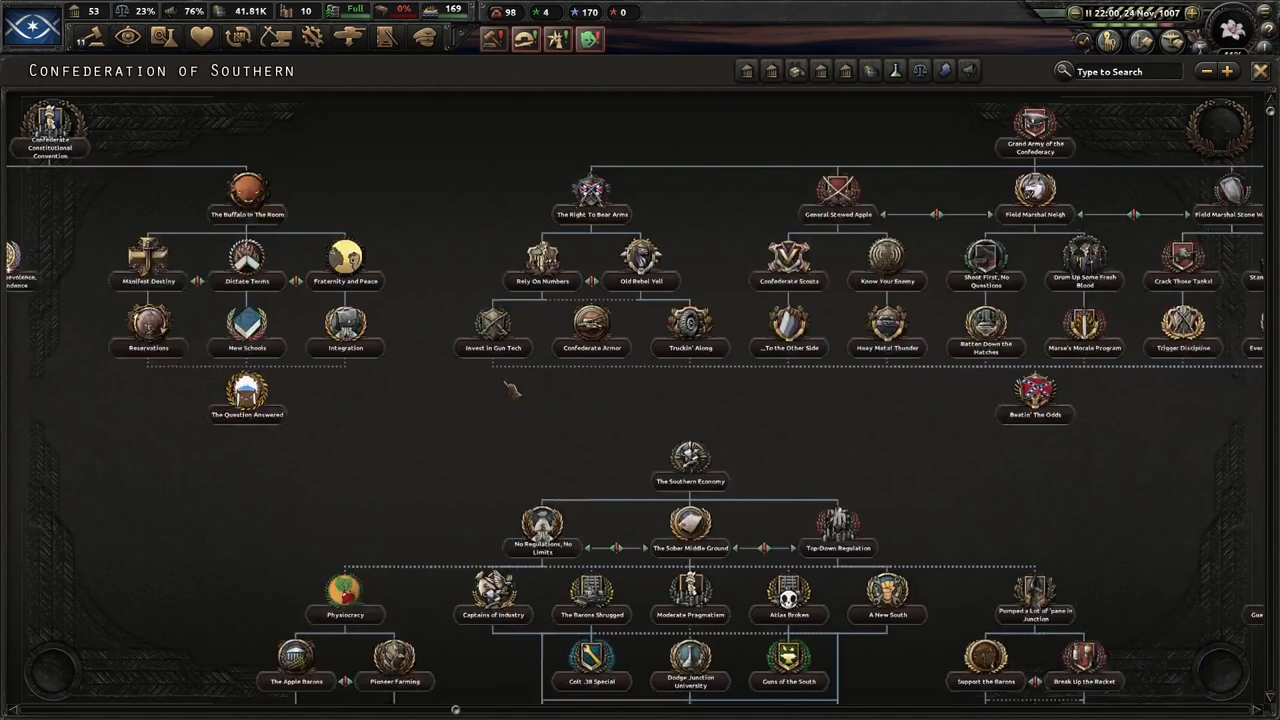 53 23% 76% 41.81K 10 Full 0% 169 98 4 170 0 22:00, 24 Nov, 1007
11
CONFEDERATION OF SOUTHERN Type to Search
Confederate
Constitutional
Convention
Grand Army of the
Confederacy
The Buffalo In The Room The Right To Bear Arms General Stewed Apple Field Marshal Neigh Field Marshal Stone W
Manifest Destiny Dictate Terms Fraternity and Peace Rely On Numbers Old Rebel Yell Confederate Scouts Know Your Enemy Shoot First, No
Questions
Drum Up Some Fresh
Blood
Crack Those Tanks!
Reservations New Schools Integration Invest in Gun Tech Confederate Armor Truckin' Along ...To the Other Side Heay Metal Thunder Batten Down the
Hatches
Marse's Morale Program Trigger Discipline
The Question Answered Beatin' The Odds
The Southern Economy
No Regulations, No
Limits
The Sober Middle Ground Top-Down Regulation
Physiocracy Captains of Industry The Barons Shrugged Moderate Pragmatism Atlas Broken A New South Pumped a Lot of 'pane in
Junction
The Apple Barons Pioneer Farming Colt .38 Special Dodge Junction
University
Guns of the South Support the Barons Break Up the Racket